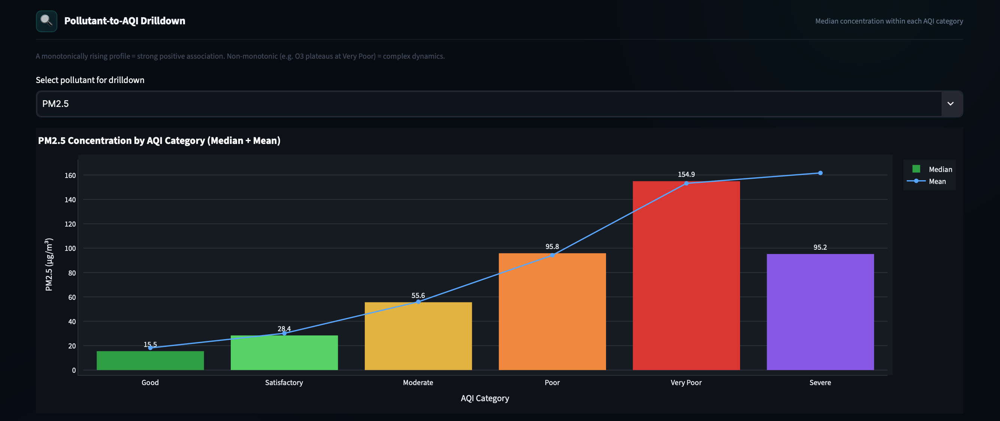 Pollutant-to-AQI Drilldown
Median concentration within each AQI category
A monotonically rising profile = strong positive association. Non-monotonic (e.g. O3 plateaus at Very Poor) = complex dynamics.
Select pollutant for drilldown
PM2.5
PM2.5 Concentration by AQI Category (Median + Mean)
Median
Mean
PM2.5 (µg/m³)
160
140
120
100
80
60
40
20
0
15.5
28.4
55.6
95.8
154.9
95.2
Good
Satisfactory
Moderate
Poor
Very Poor
Severe
AQI Category